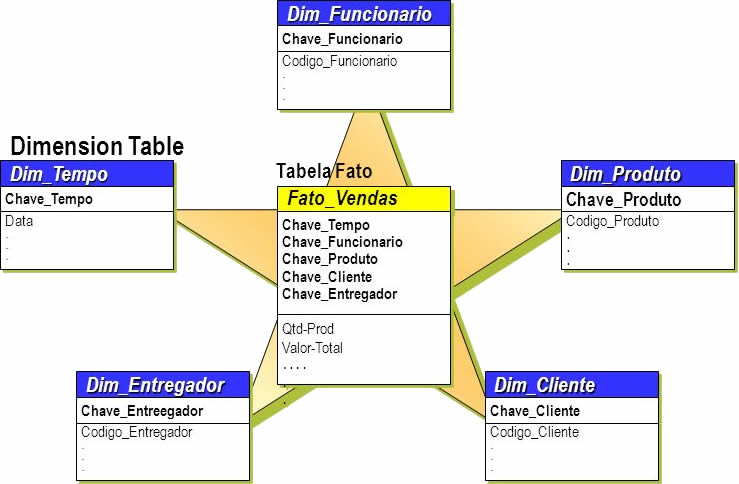 Dim_Funcionario
Chave_Funcionario
Codigo_Funcionario
.
.
.
Dimension Table
Dim_Tempo
Chave_Tempo
Data
.
.
.
Tabela Fato
Fato_Vendas
Chave_Tempo
Chave_Funcionario
Chave_Produto
Chave_Cliente
Chave_Entregador
Qtd-Prod
Valor-Total
....
.
.
Dim_Produto
Chave_Produto
Codigo_Produto
.
.
.
Dim_Entregador
Chave_Entreegador
Codigo_Entregador
.
.
.
Dim_Cliente
Chave_Cliente
Codigo_Cliente
.
.
.